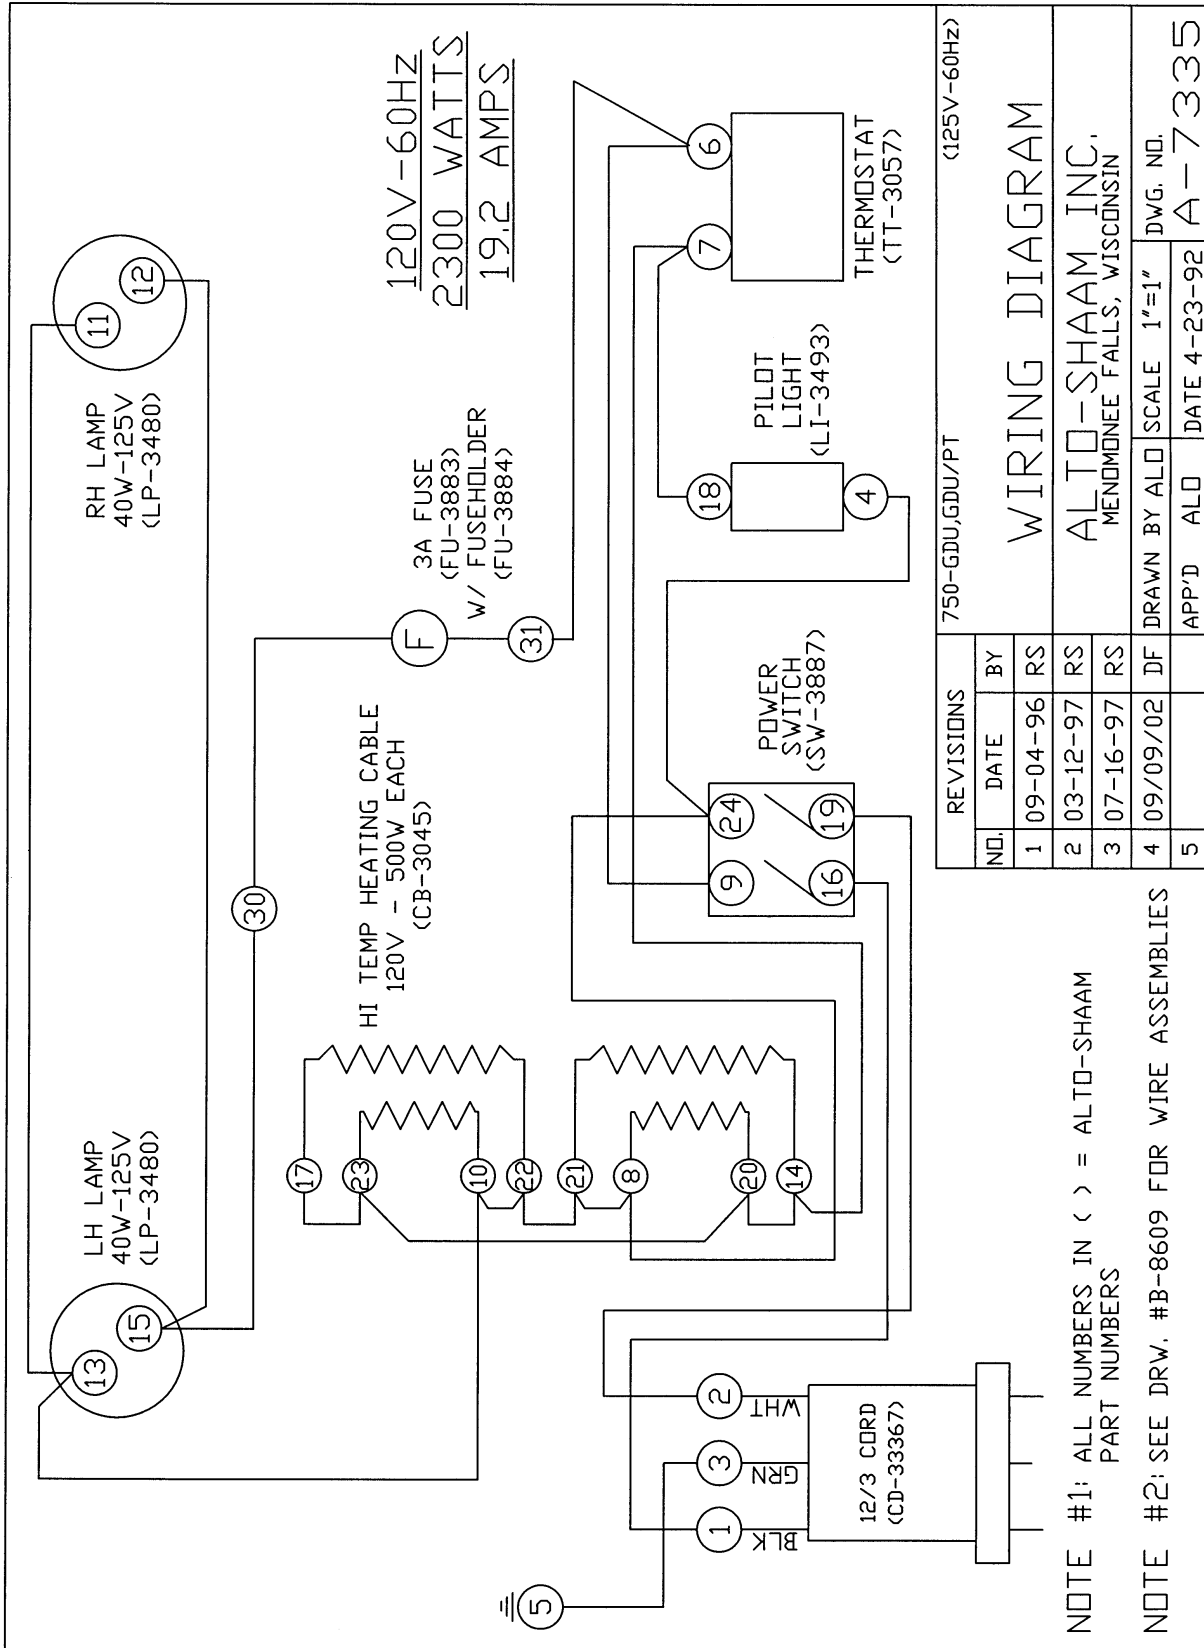 LH LAMP
40W-125V
(LP-3480)
13
15
RH LAMP
40W-125V
(LP-3480)
11
12
30
F
3A FUSE
(FU-3883)
W/ FUSEHOLDER
(FU-3884)
31
120V-60Hz
2300 WATTS
19.2 AMPS
HI TEMP HEATING CABLE
120V - 500W EACH
(CB-3045)
17
23
10
22
21
8
20
14
5
1
BLK
3
GRN
2
WHT
12/3 CORD
(CD-33367)
9
24
16
19
POWER
SWITCH
(SW-3887)
18
4
PILOT
LIGHT
(LI-3493)
7
6
THERMOSTAT
(TT-3057)
NOTE #1: ALL NUMBERS IN ( ) = ALTO-SHAAM
PART NUMBERS
NOTE #2: SEE DRW. #B-8609 FOR WIRE ASSEMBLIES
REVISIONS
NO. DATE BY
1 09-04-96 RS
2 03-12-97 RS
3 07-16-97 RS
4 09/09/02 DF
5
750-GDU,GDU/PT (125V-60Hz)
WIRING DIAGRAM
ALTO-SHAAM INC.
MENOMONEE FALLS, WISCONSIN
DRAWN BY ALO SCALE 1"=1" DWG. NO.
APP'D ALO DATE 4-23-92 A-7335